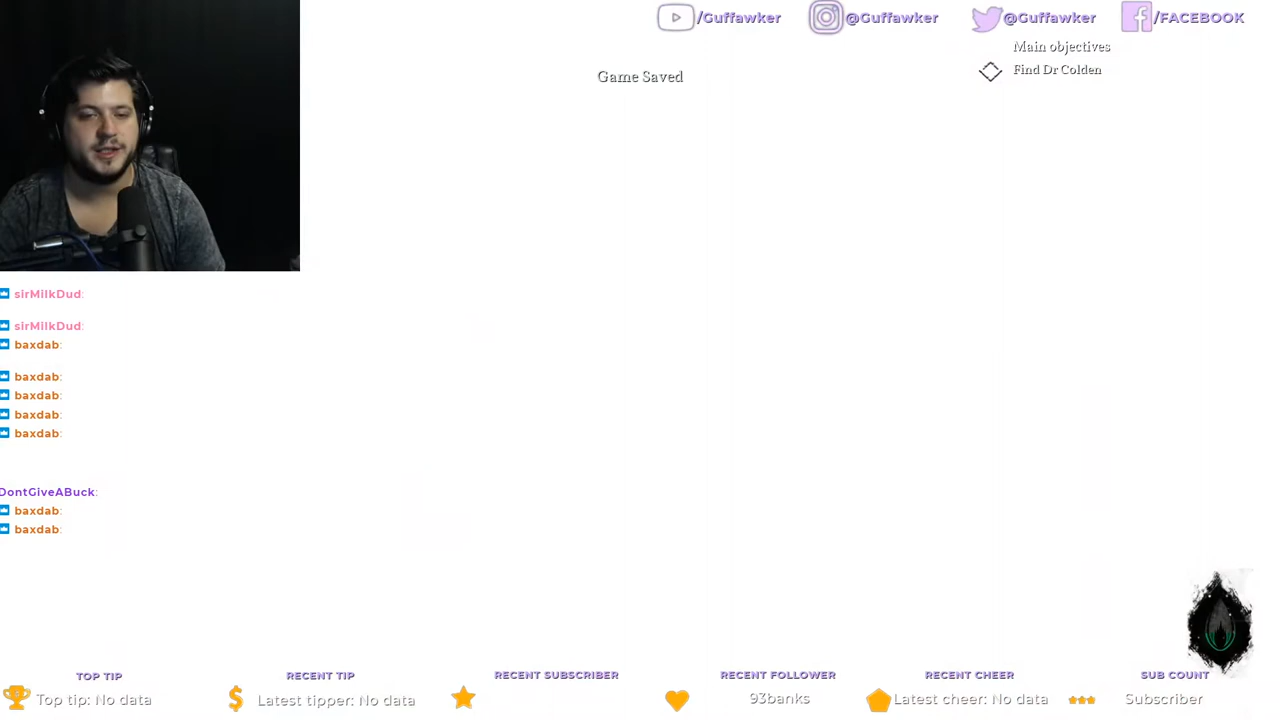 /Guffawker @Guffawker @Guffawker /FACEBOOK
Main objectives
Game Saved
Find Dr Colden
sirMilkDud:
sirMilkDud:
baxdab:
baxdab:
baxdab:
baxdab:
baxdab:
DontGiveABuck:
baxdab:
baxdab:
TOP TIP RECENT TIP RECENT SUBSCRIBER RECENT FOLLOWER RECENT CHEER SUB COUNT
Top tip: No data Latest tipper: No data 93banks Latest cheer: No data Subscriber